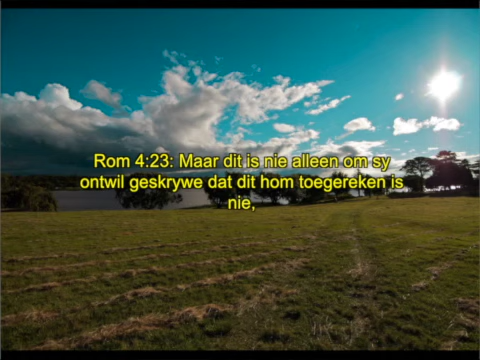 Rom 4:23: Maar dit is nie alleen om sy
ontwil geskrywe dat dit hom toegereken is
nie,